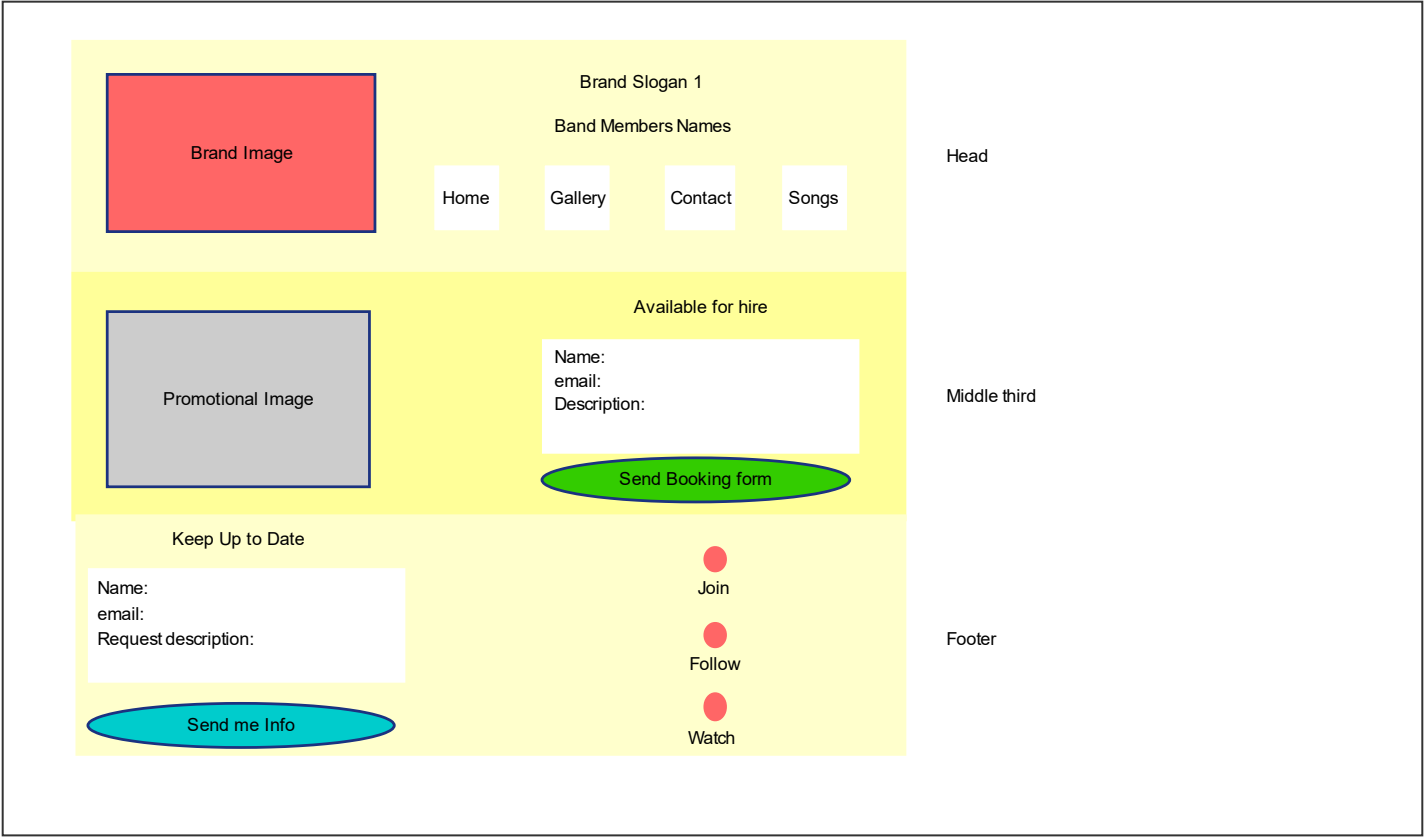 Brand Slogan 1
Band Members Names
Brand Image
Head
Home
Gallery
Contact
Songs
Available for hire
Name:
email:
Description:
Promotional Image
Middle third
Send Booking form
Keep Up to Date
Name:
email:
Request description:
Send me Info
Join
Follow
Watch
Footer